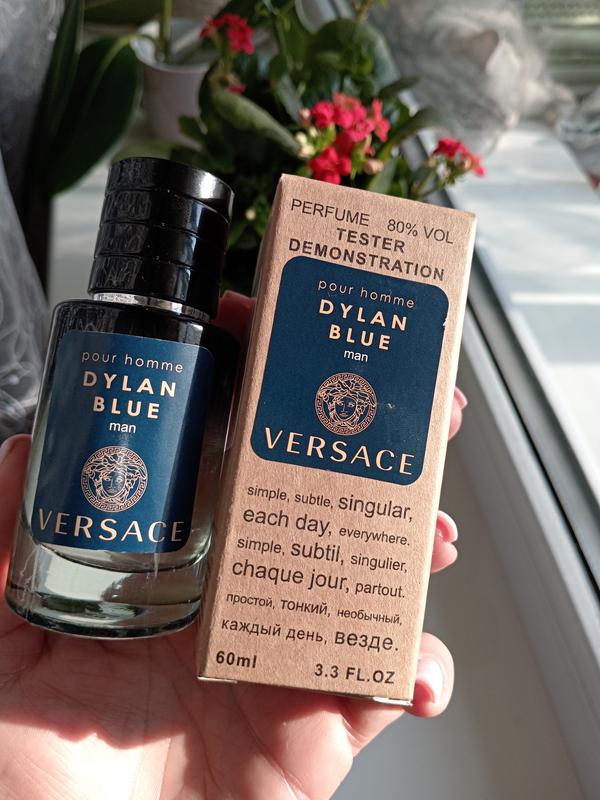 pour homme
DYLAN
BLUE
man
VERSACE
PERFUME 80% VOL
TESTER
DEMONSTRATION
pour homme
DYLAN
BLUE
man
VERSACE
simple, subtle, singular,
each day, everywhere.
simple, subtil, singulier,
chaque jour, partout.
простой, тонкий, необычный,
каждый день, везде.
60ml 3.3 FL.OZ